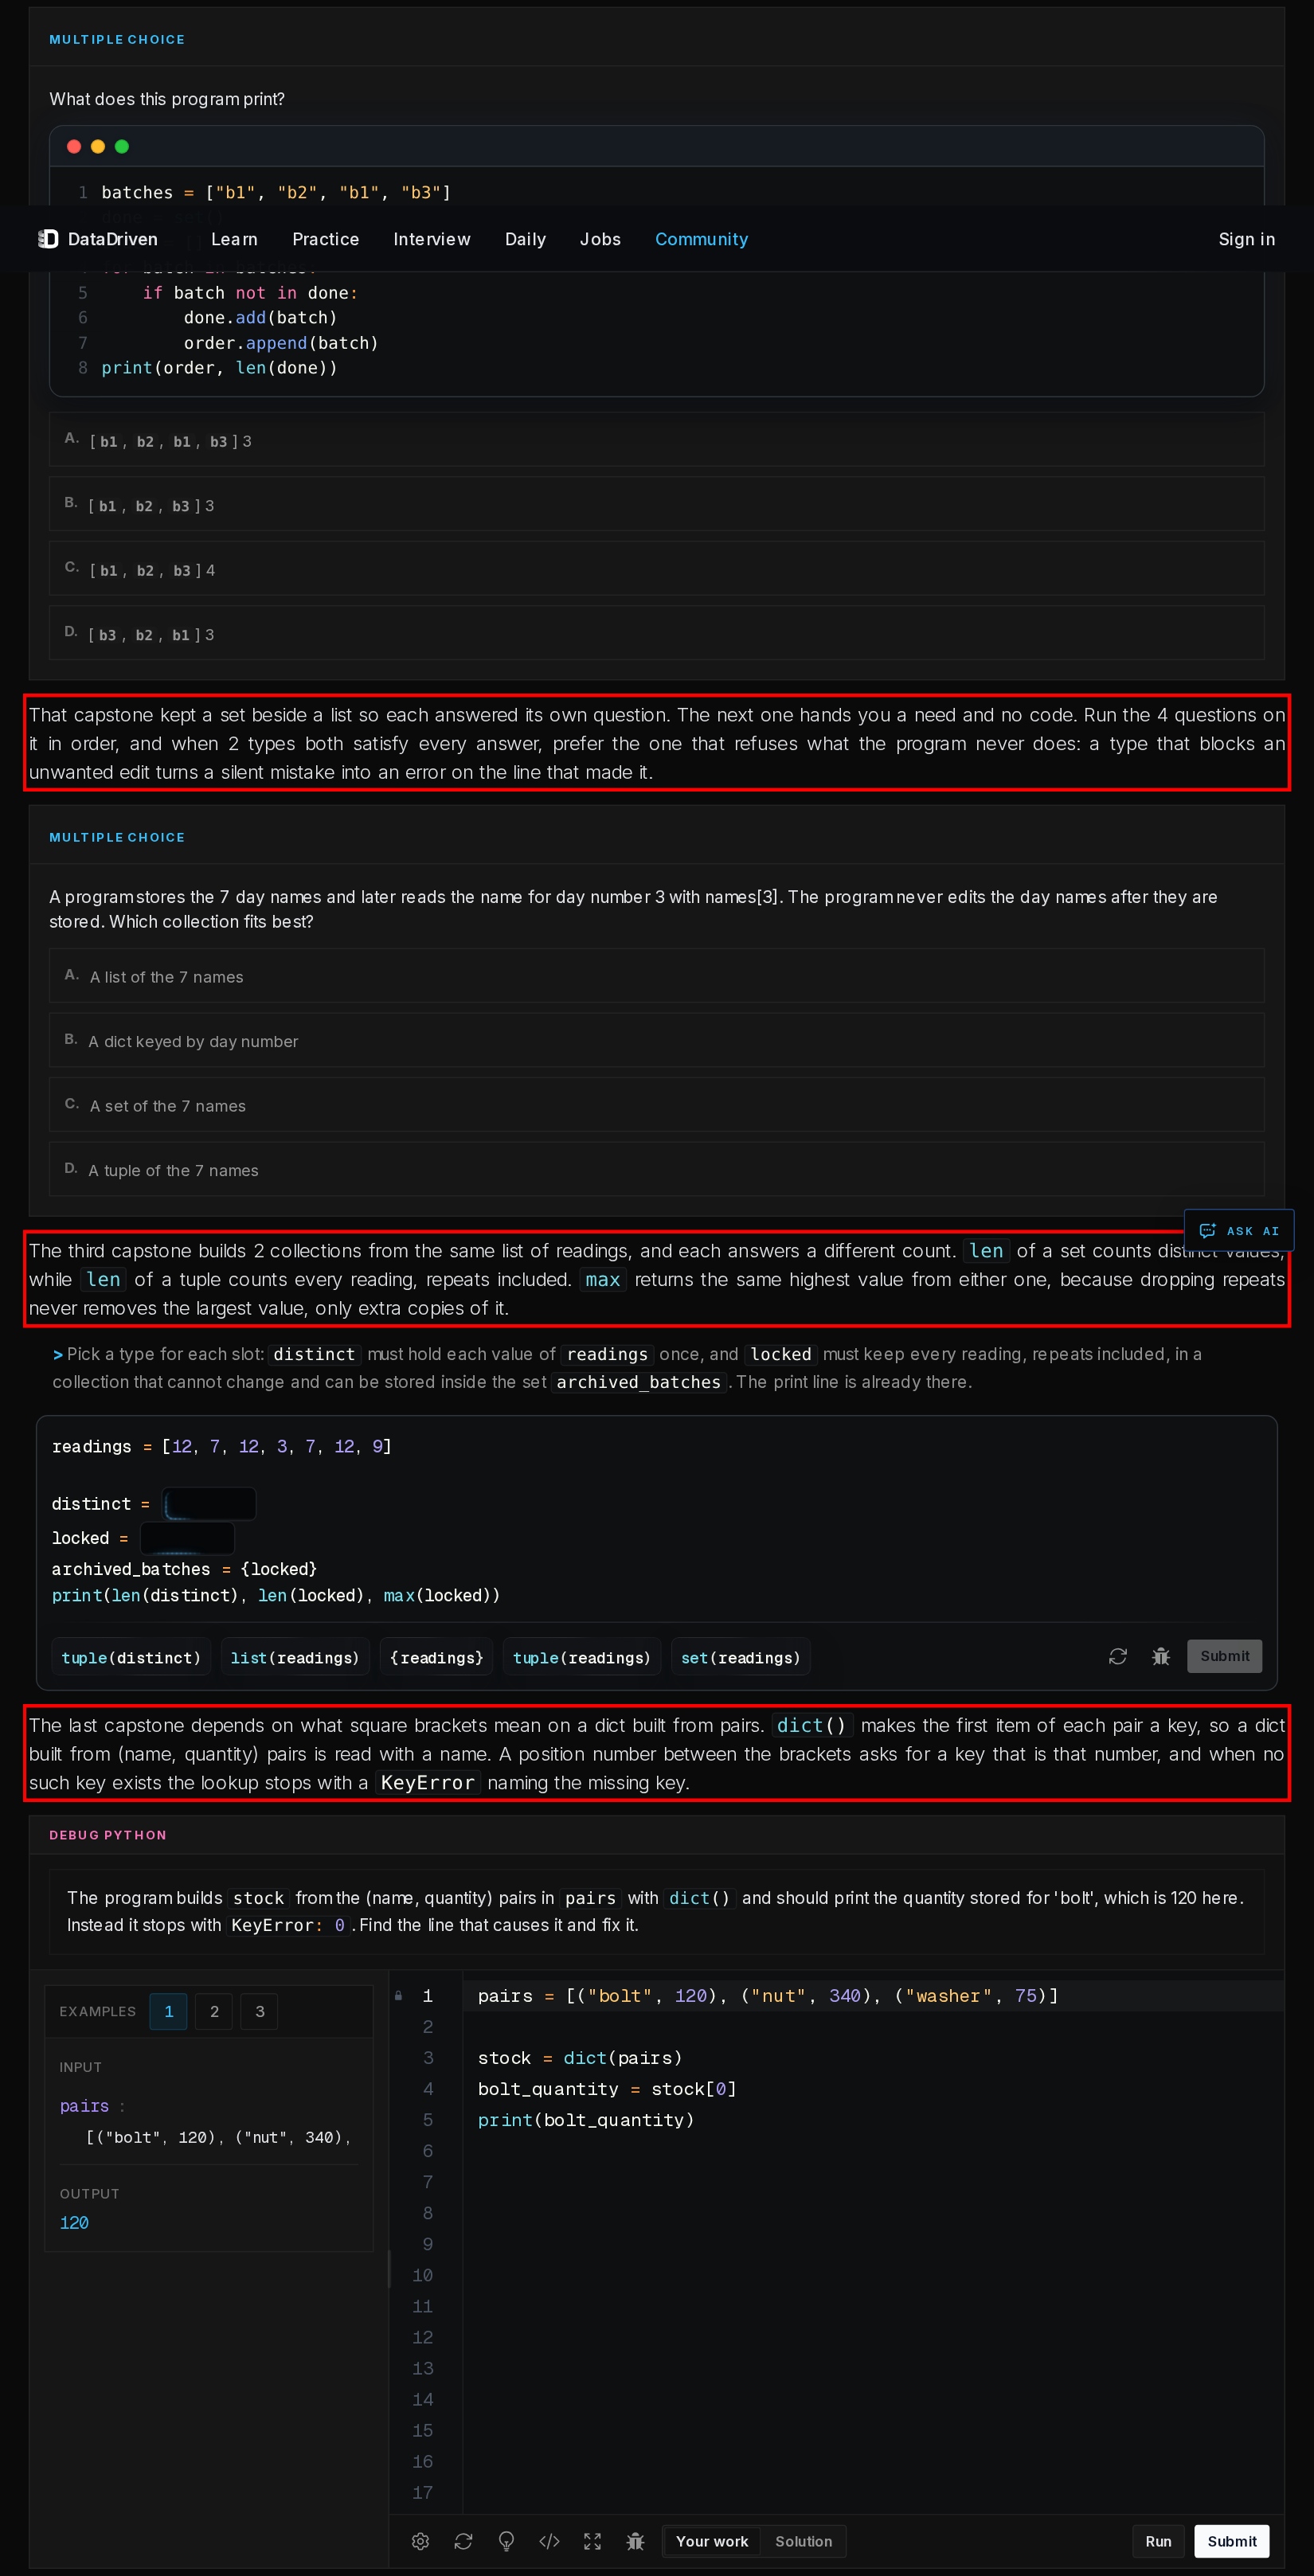 MULTIPLE CHOICE
What does this program print?
1 batches = ["b1", "b2", "b1", "b3"]
DataDriven Learn Practice Interview Daily Jobs Community Sign in
5 if batch not in done:
6 done.add(batch)
7 order.append(batch)
8 print(order, len(done))
A. [ b1 , b2 , b1 , b3 ] 3
B. [ b1 , b2 , b3 ] 3
C. [ b1 , b2 , b3 ] 4
D. [ b3 , b2 , b1 ] 3
That capstone kept a set beside a list so each answered its own question. The next one hands you a need and no code. Run the 4 questions on
it in order, and when 2 types both satisfy every answer, prefer the one that refuses what the program never does: a type that blocks an
unwanted edit turns a silent mistake into an error on the line that made it.
MULTIPLE CHOICE
A program stores the 7 day names and later reads the name for day number 3 with names[3]. The program never edits the day names after they are
stored. Which collection fits best?
A. A list of the 7 names
B. A dict keyed by day number
C. A set of the 7 names
D. A tuple of the 7 names
ASK AI
The third capstone builds 2 collections from the same list of readings, and each answers a different count. len of a set counts distinct values,
while len of a tuple counts every reading, repeats included. max returns the same highest value from either one, because dropping repeats
never removes the largest value, only extra copies of it.
> Pick a type for each slot: distinct must hold each value of readings once, and locked must keep every reading, repeats included, in a
collection that cannot change and can be stored inside the set archived_batches. The print line is already there.
readings = [12, 7, 12, 3, 7, 12, 9]
distinct =
locked =
archived_batches = {locked}
print(len(distinct), len(locked), max(locked))
tuple(distinct) list(readings) {readings} tuple(readings) set(readings) Submit
The last capstone depends on what square brackets mean on a dict built from pairs. dict() makes the first item of each pair a key, so a dict
built from (name, quantity) pairs is read with a name. A position number between the brackets asks for a key that is that number, and when no
such key exists the lookup stops with a KeyError naming the missing key.
DEBUG PYTHON
The program builds stock from the (name, quantity) pairs in pairs with dict() and should print the quantity stored for 'bolt', which is 120 here.
Instead it stops with KeyError: 0. Find the line that causes it and fix it.
EXAMPLES 1 2 3
INPUT
pairs :
[("bolt", 120), ("nut", 340),
OUTPUT
120
1 pairs = [("bolt", 120), ("nut", 340), ("washer", 75)]
2
3 stock = dict(pairs)
4 bolt_quantity = stock[0]
5 print(bolt_quantity)
6
7
8
9
10
11
12
13
14
15
16
17
Your work Solution Run Submit